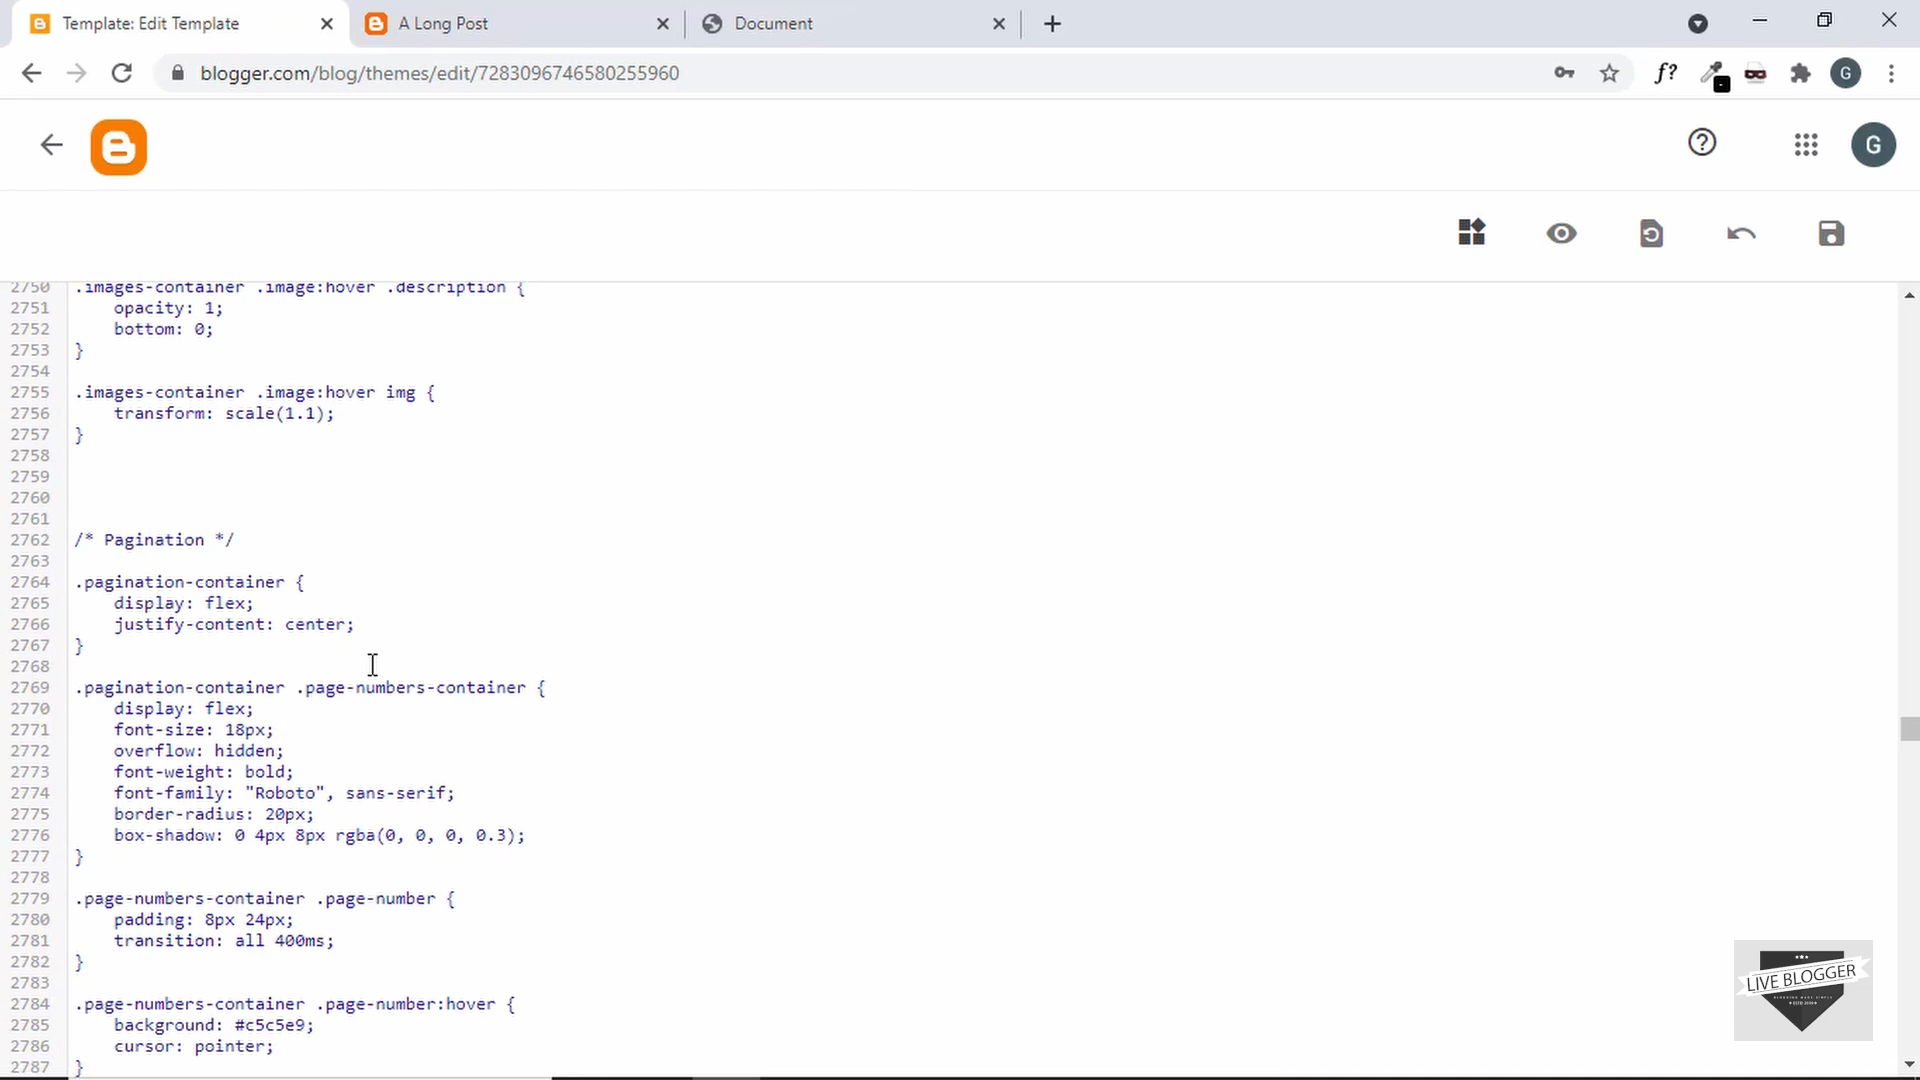 Template: Edit Template
A Long Post
Document
blogger.com/blog/themes/edit/7283096746580255960
f?
G
G
2750 .images-container .image:hover .description {
2751 opacity: 1;
2752 bottom: 0;
2753 }
2754
2755 .images-container .image:hover img {
2756 transform: scale(1.1);
2757 }
2758
2759
2760
2761
2762 /* Pagination */
2763
2764 .pagination-container {
2765 display: flex;
2766 justify-content: center;
2767 }
2768
2769 .pagination-container .page-numbers-container {
2770 display: flex;
2771 font-size: 18px;
2772 overflow: hidden;
2773 font-weight: bold;
2774 font-family: "Roboto", sans-serif;
2775 border-radius: 20px;
2776 box-shadow: 0 4px 8px rgba(0, 0, 0, 0.3);
2777 }
2778
2779 .page-numbers-container .page-number {
2780 padding: 8px 24px;
2781 transition: all 400ms;
2782 }
2783
2784 .page-numbers-container .page-number:hover {
2785 background: #c5c5e9;
2786 cursor: pointer;
2787 }
LIVE BLOGGER